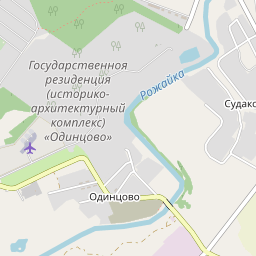 Государственная
резиденция
(историко-
архитектурный
комплекс)
«Одинцово»
Рожайка
Одинцово